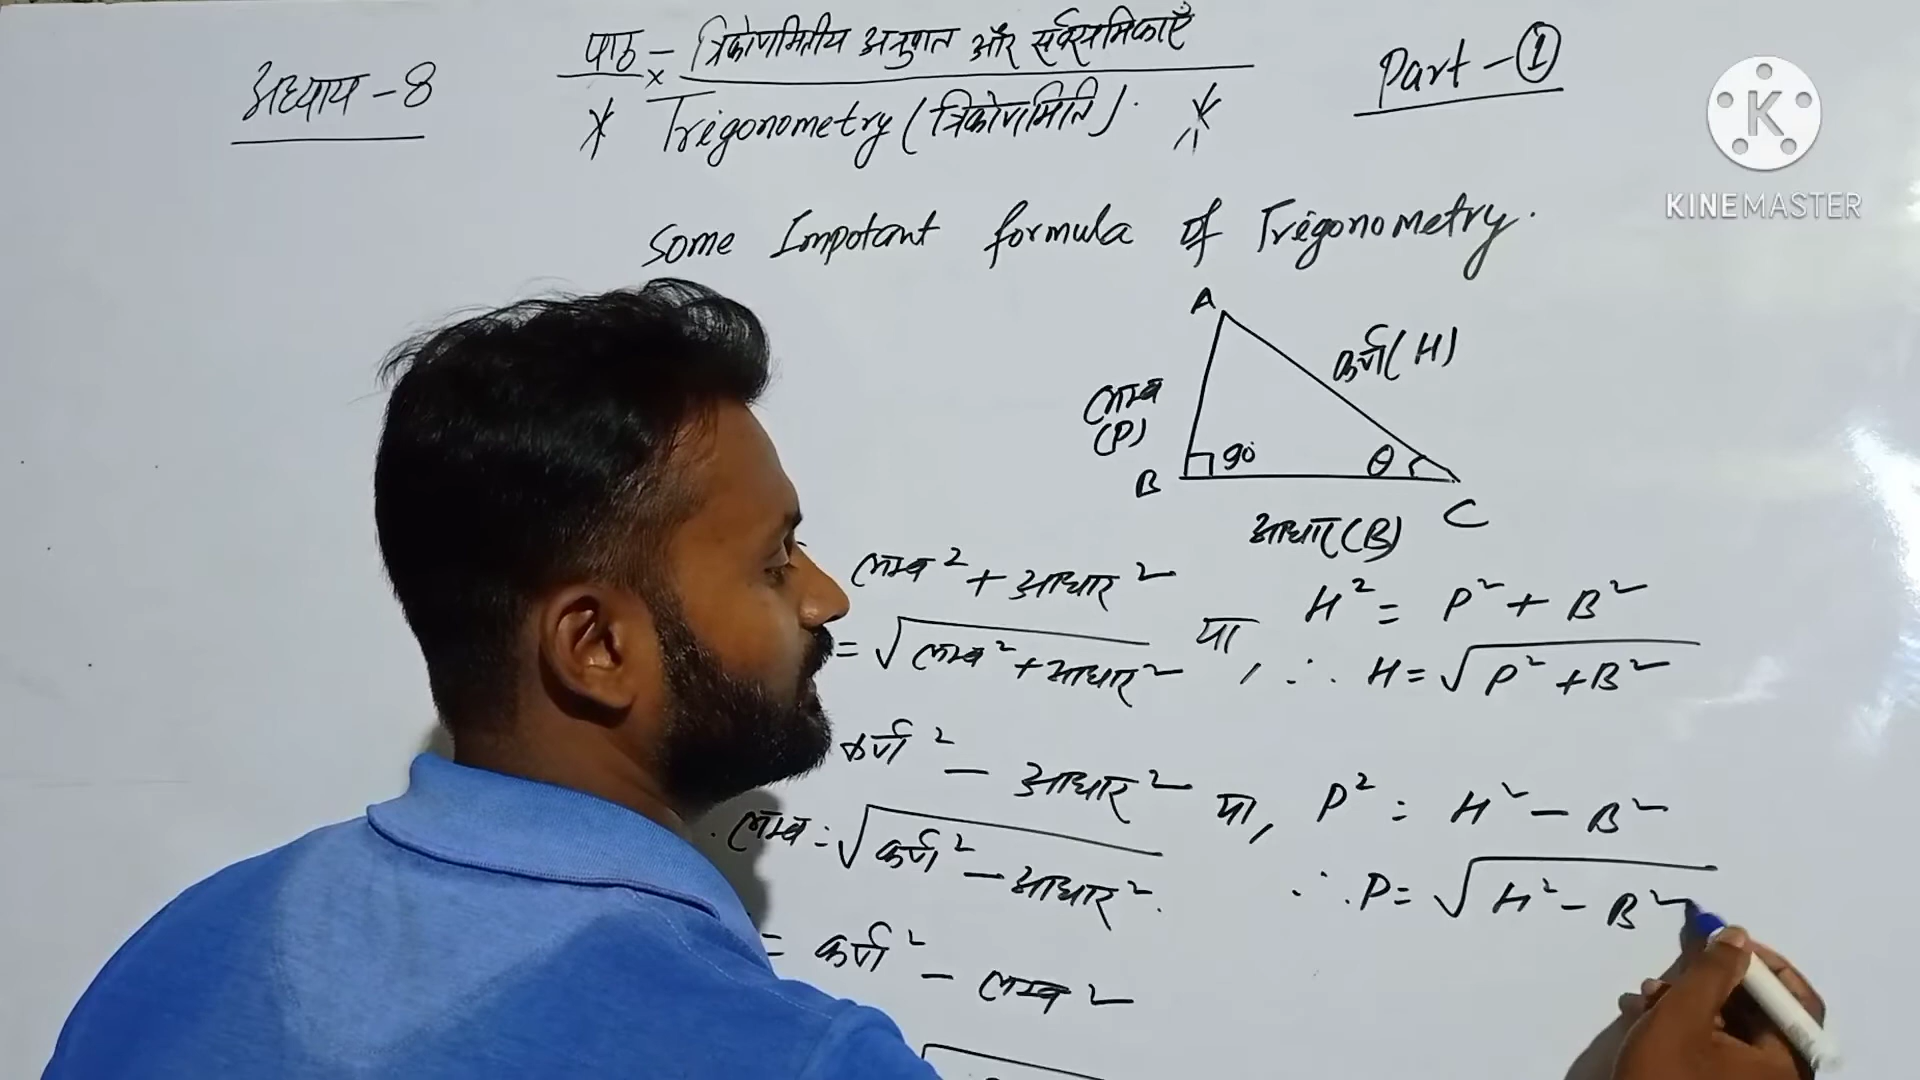 अध्याय - 8
पाठ - त्रिकोणमितीय अनुपात और सर्वसमिकाएँ
Part - ①
Trigonometry (त्रिकोणमिति).
K
KINEMASTER
Some Impotant formula of Trigonometry.
A
कर्ण (H)
लम्ब
(P)
B 90 θ C
आधार (B)
लम्ब² + आधार² या, H² = P² + B²
= √लम्ब² + आधार² ∴ H = √P² + B²
कर्ण² - आधार² या, P² = H² - B²
लम्ब = √कर्ण² - आधार². ∴ P = √H² - B²
= कर्ण² - लम्ब²